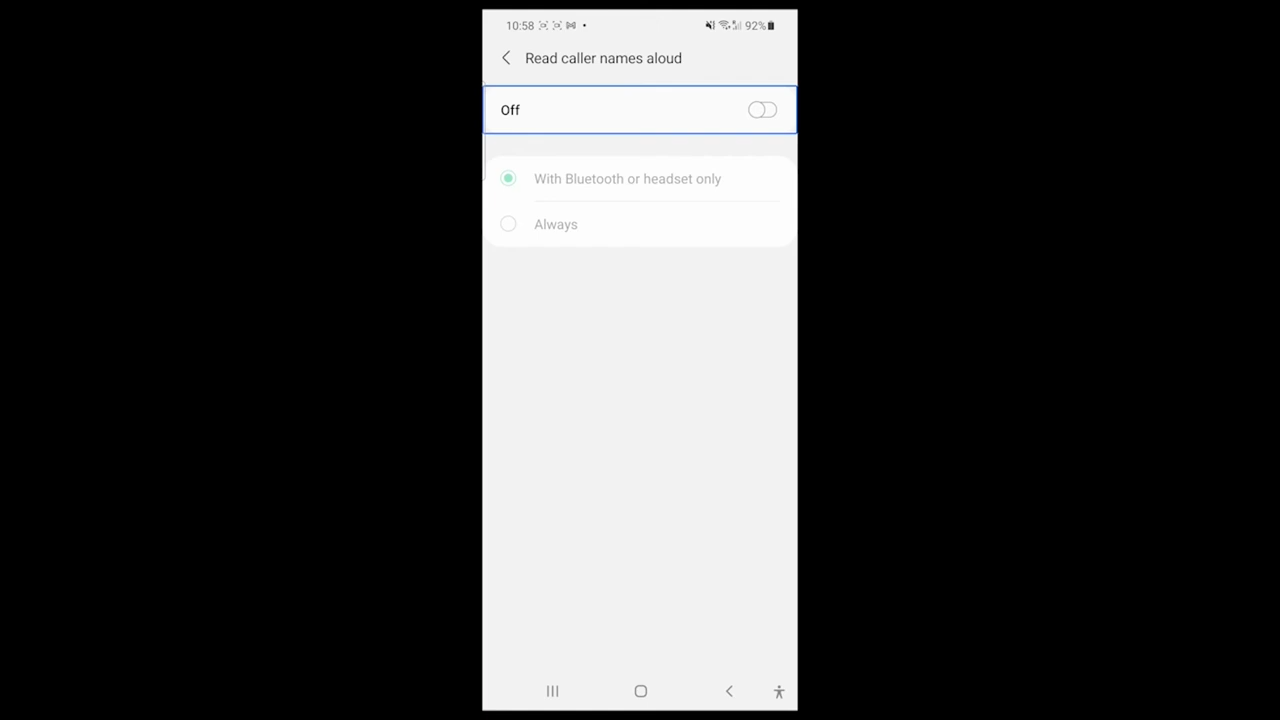 10:58 92%
Read caller names aloud
Off
With Bluetooth or headset only
Always